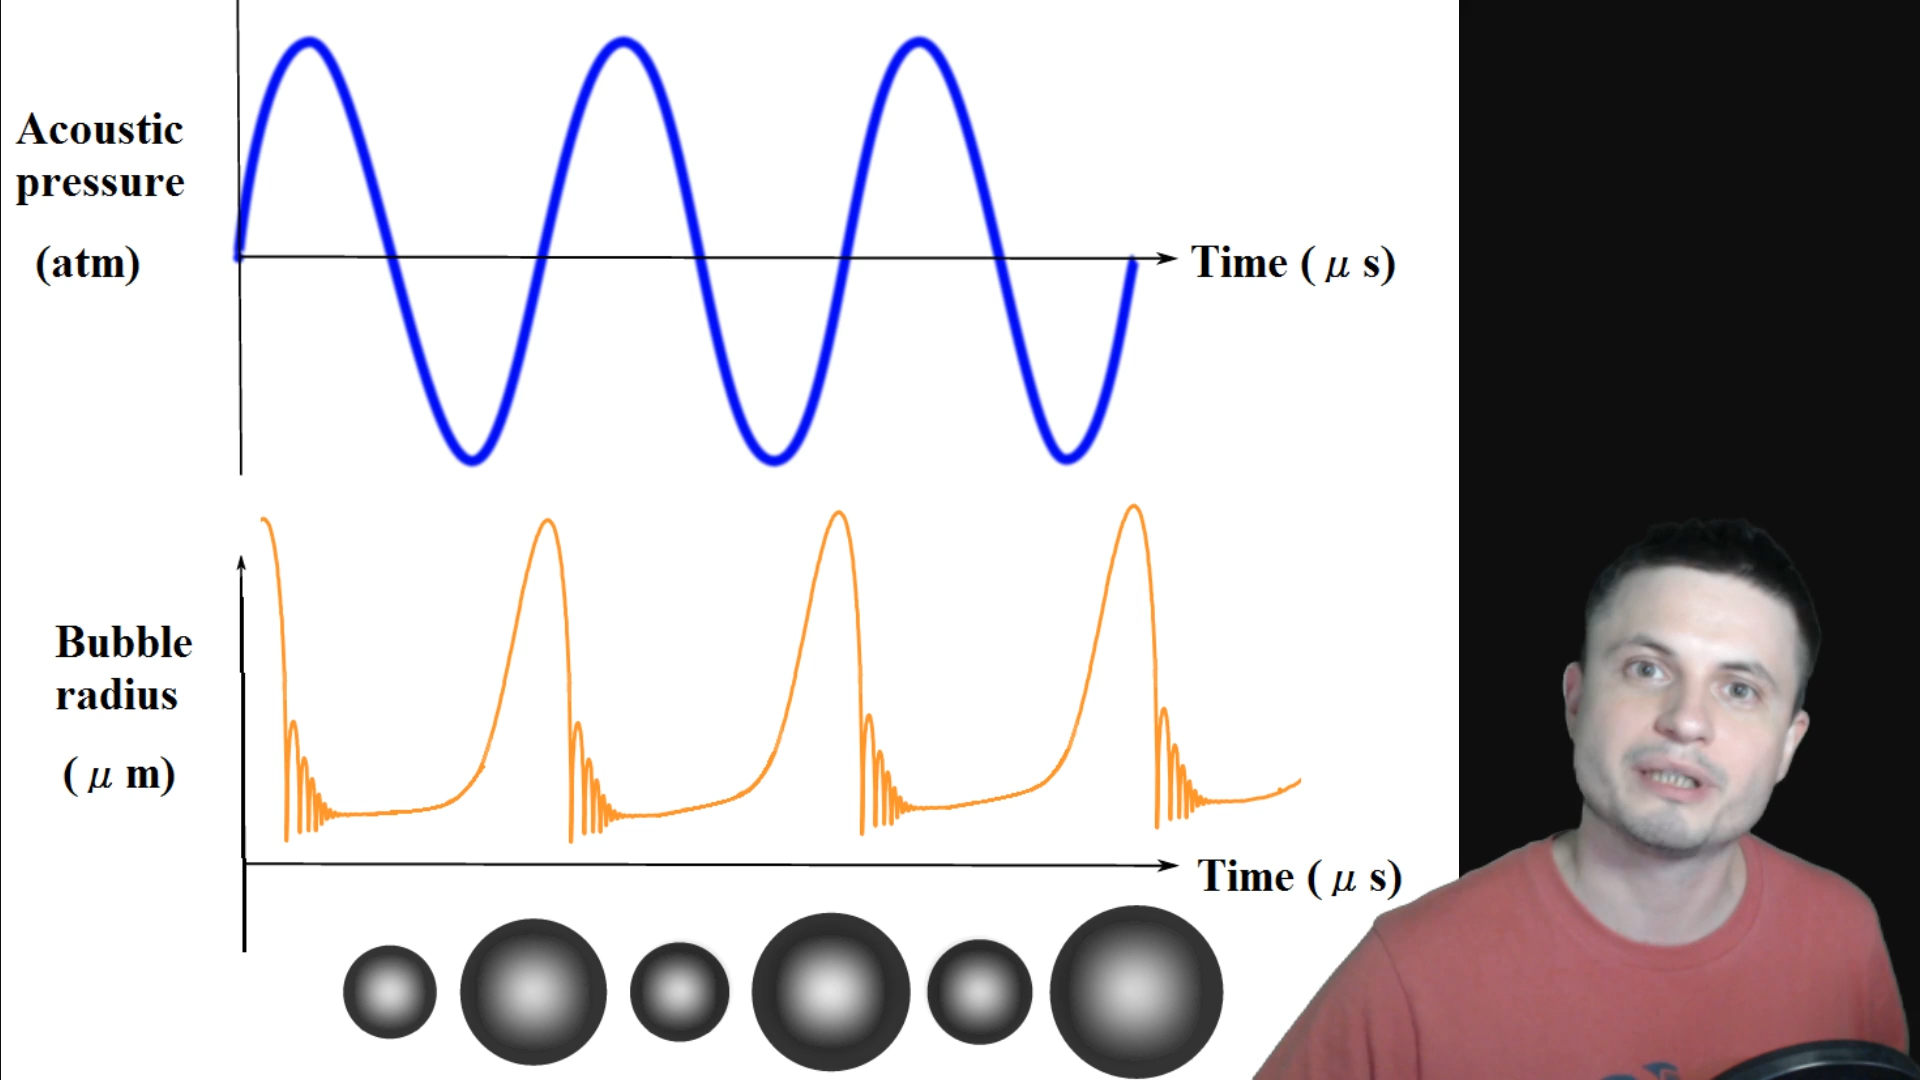 Acoustic
pressure
(atm)
Time ( μ s)
Bubble
radius
( μ m)
Time ( μ s)